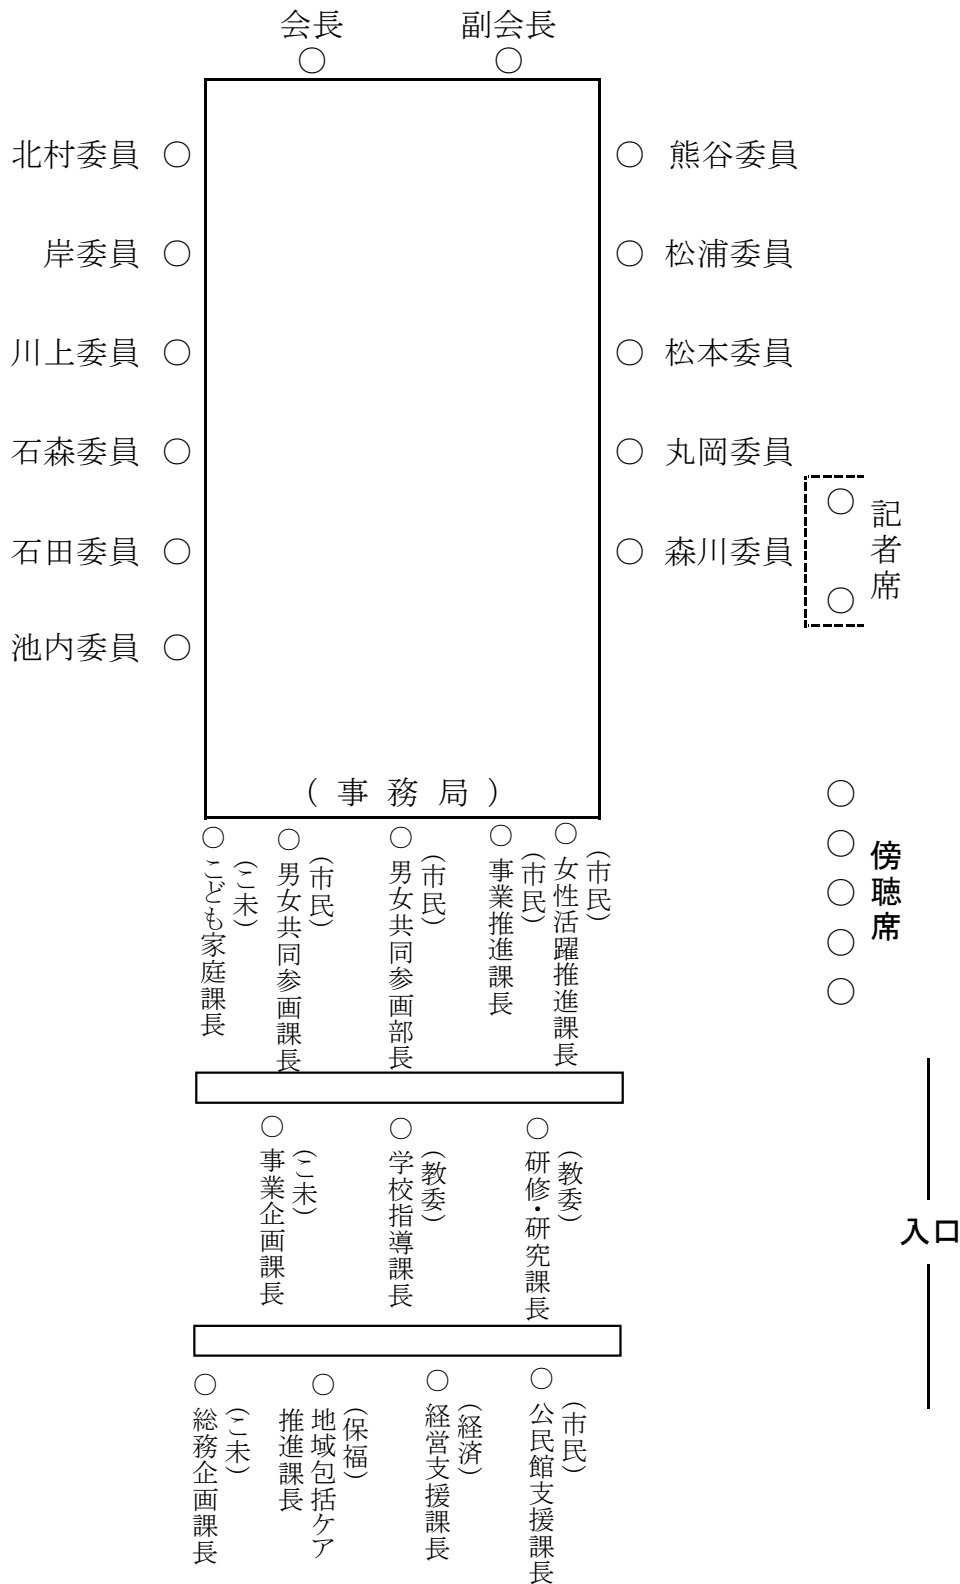 会長
副会長
北村委員
熊谷委員
岸委員
松浦委員
川上委員
松本委員
石森委員
丸岡委員
石田委員
森川委員
池内委員
記者席
(事務局)
傍聴席
(こ未)
こども家庭課長
(市民)
男女共同参画課長
(市民)
男女共同参画部長
(市民)
事業推進課長
(市民)
女性活躍推進課長
(こ未)
事業企画課長
(教委)
学校指導課長
(教委)
研修・研究課長
入口
(こ未)
総務企画課長
(保福)
地域包括ケア
推進課長
(経済)
経営支援課長
(市民)
公民館支援課長